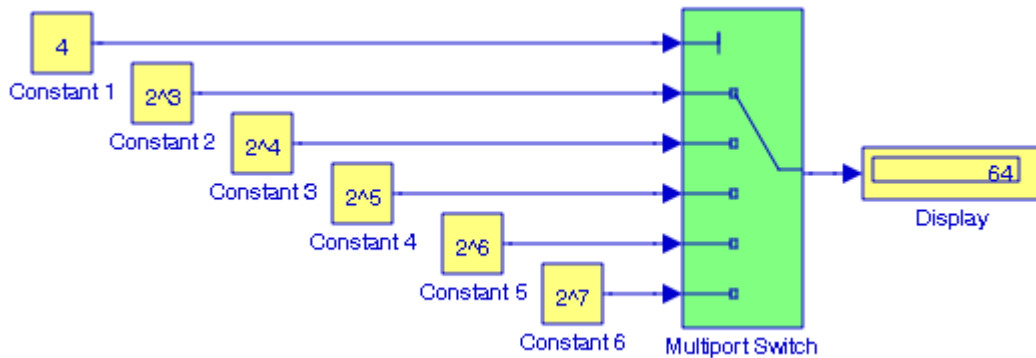 4
Constant 1
2^3
Constant 2
2^4
Constant 3
2^5
Constant 4
2^6
Constant 5
2^7
Constant 6
Multiport Switch
64
Display